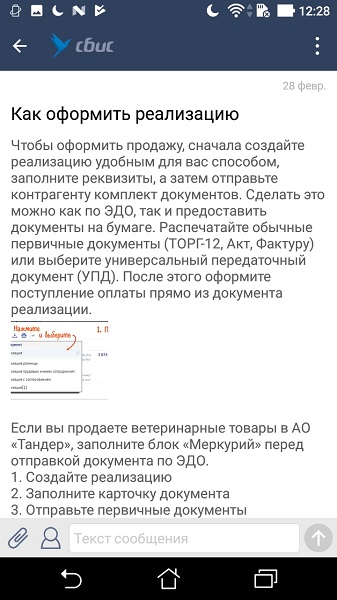 12:28
сбис
28 февр.
Как оформить реализацию
Чтобы оформить продажу, сначала создайте
реализацию удобным для вас способом,
заполните реквизиты, а затем отправьте
контрагенту комплект документов. Сделать это
можно как по ЭДО, так и предоставить
документы на бумаге. Распечатайте обычные
первичные документы (ТОРГ-12, Акт, Фактуру)
или выберите универсальный передаточный
документ (УПД). После этого оформите
поступление оплаты прямо из документа
реализации.
Нажмите
и выберите
1. П
Если вы продаете ветеринарные товары в АО
«Тандер», заполните блок «Меркурий» перед
отправкой документа по ЭДО.
1. Создайте реализацию
2. Заполните карточку документа
3. Отправьте первичные документы
Текст сообщения